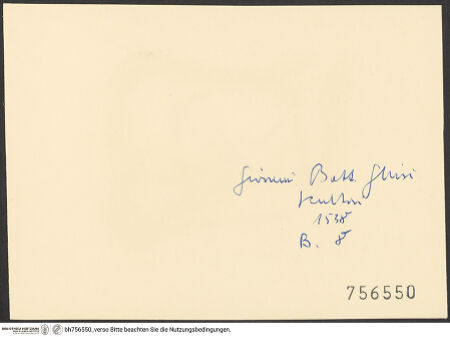 Giovanni Batt. Ghisi
1538
B. 8
756550
bh756550_verso Bitte beachten Sie die Nutzungsbedingungen.